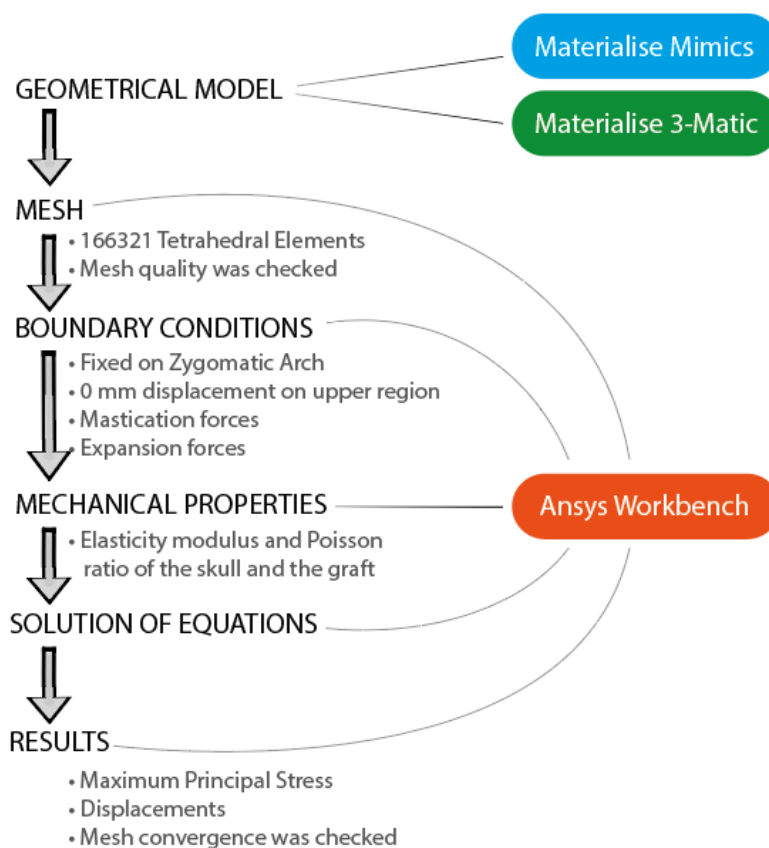 Materialise Mimics
GEOMETRICAL MODEL
Materialise 3-Matic
MESH
• 166321 Tetrahedral Elements
• Mesh quality was checked
BOUNDARY CONDITIONS
• Fixed on Zygomatic Arch
• 0 mm displacement on upper region
• Mastication forces
• Expansion forces
MECHANICAL PROPERTIES
Ansys Workbench
• Elasticity modulus and Poisson
ratio of the skull and the graft
SOLUTION OF EQUATIONS
RESULTS
• Maximum Principal Stress
• Displacements
• Mesh convergence was checked